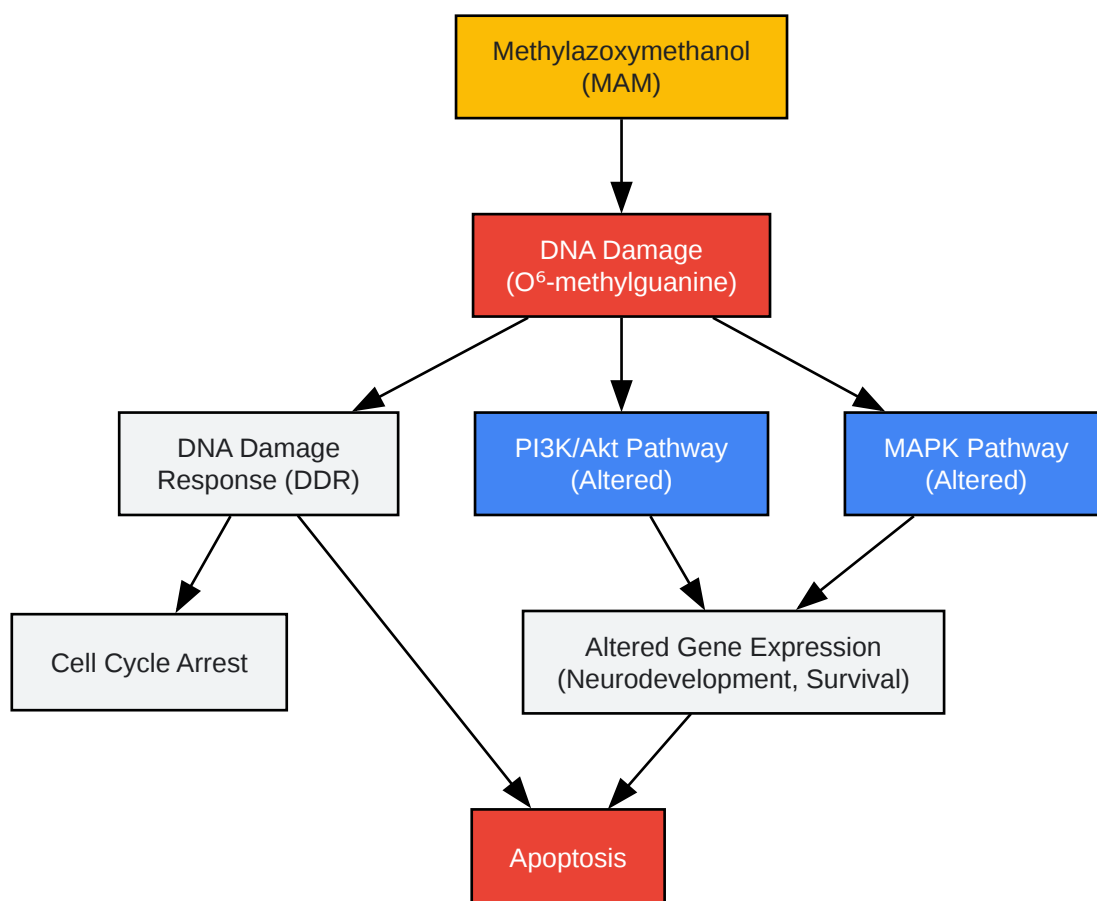 Methylazoxymethanol
(MAM)
DNA Damage
(O⁶-methylguanine)
DNA Damage
Response (DDR)
PI3K/Akt Pathway
(Altered)
MAPK Pathway
(Altered)
Cell Cycle Arrest
Altered Gene Expression
(Neurodevelopment, Survival)
Apoptosis